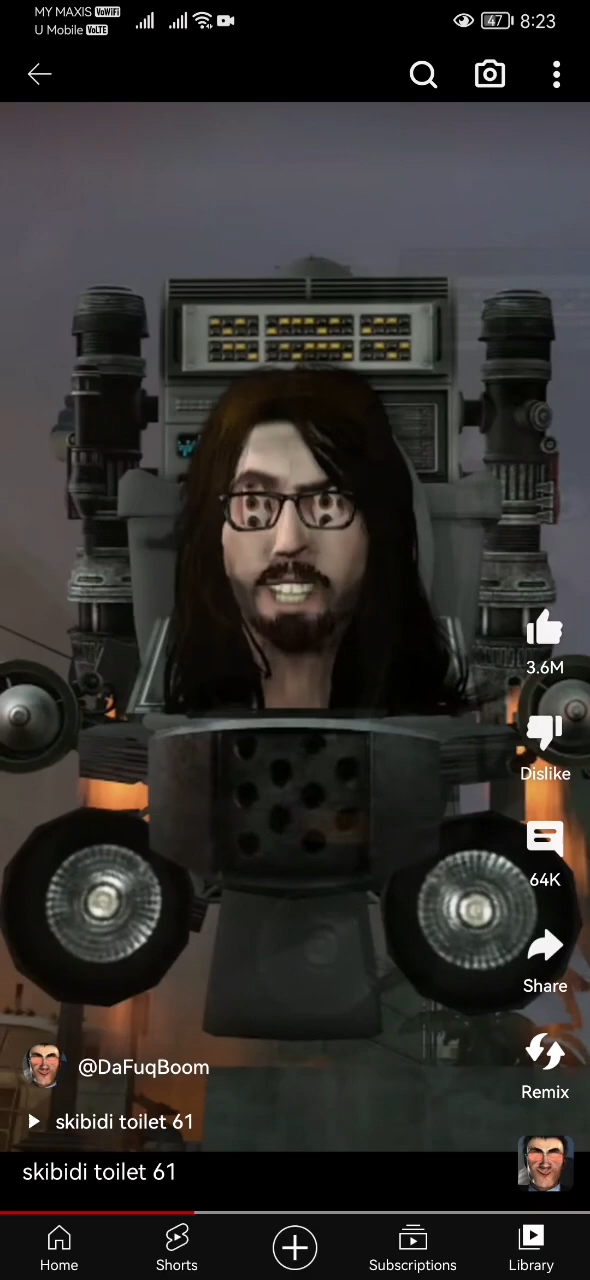 MY MAXIS VoWiFi
U Mobile VoLTE
47
8:23
3.6M
Dislike
64K
Share
Remix
@DaFuqBoom
skibidi toilet 61
skibidi toilet 61
Home
Shorts
Subscriptions
Library